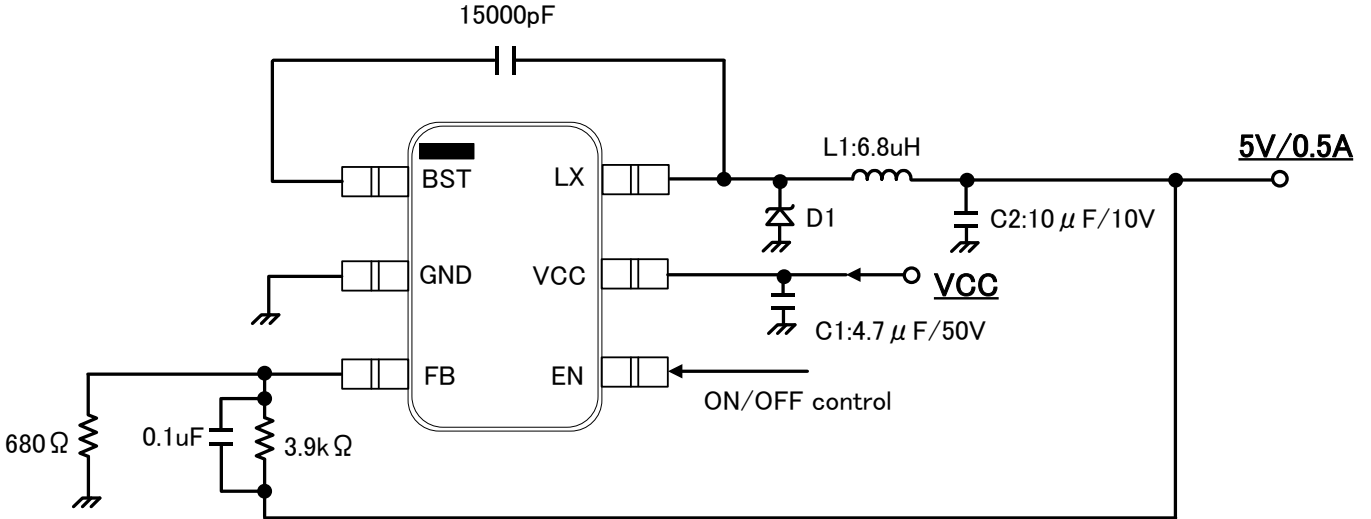 15000pF
BST
LX
L1:6.8uH
5V/0.5A
D1
C2:10μF/10V
GND
VCC
VCC
C1:4.7μF/50V
FB
EN
ON/OFF control
680Ω
0.1uF
3.9kΩ